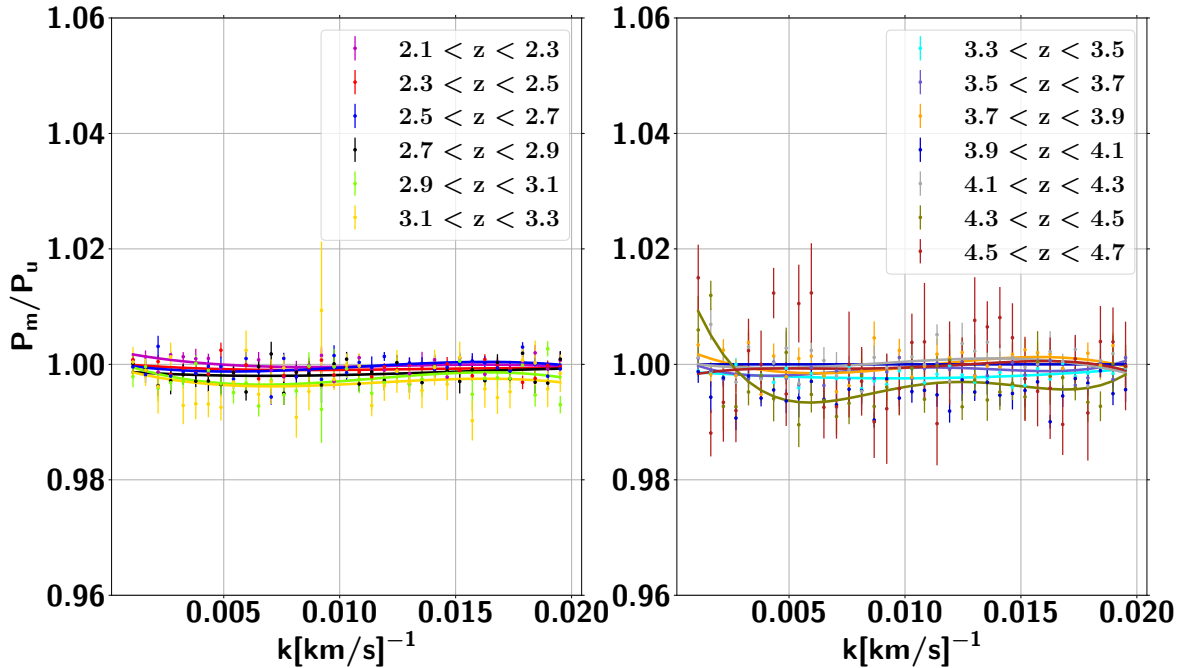 P_m/P_u
1.06
1.04
1.02
1.00
0.98
0.96
2.1 < z < 2.3
2.3 < z < 2.5
2.5 < z < 2.7
2.7 < z < 2.9
2.9 < z < 3.1
3.1 < z < 3.3
0.005 0.010 0.015 0.020
k[km/s]⁻¹
1.06
1.04
1.02
1.00
0.98
0.96
3.3 < z < 3.5
3.5 < z < 3.7
3.7 < z < 3.9
3.9 < z < 4.1
4.1 < z < 4.3
4.3 < z < 4.5
4.5 < z < 4.7
0.005 0.010 0.015 0.020
k[km/s]⁻¹